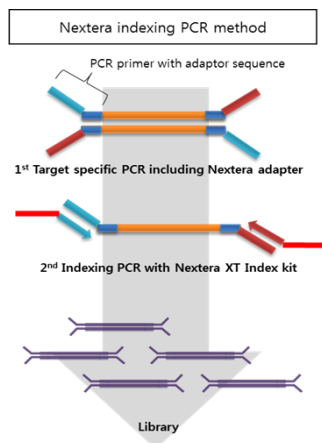 Nextera indexing PCR method
PCR primer with adaptor sequence
1st Target specific PCR including Nextera adapter
2nd Indexing PCR with Nextera XT Index kit
Library